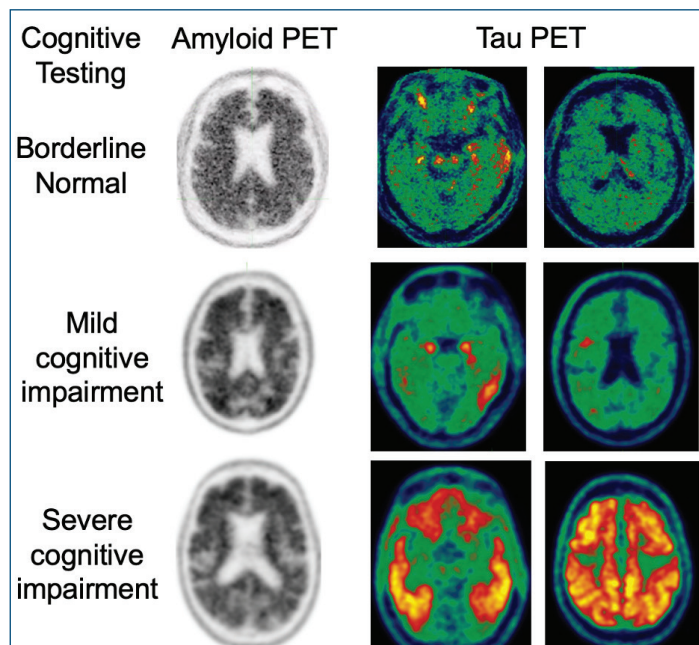 Cognitive Testing
Amyloid PET
Tau PET
Borderline Normal
Mild cognitive impairment
Severe cognitive impairment